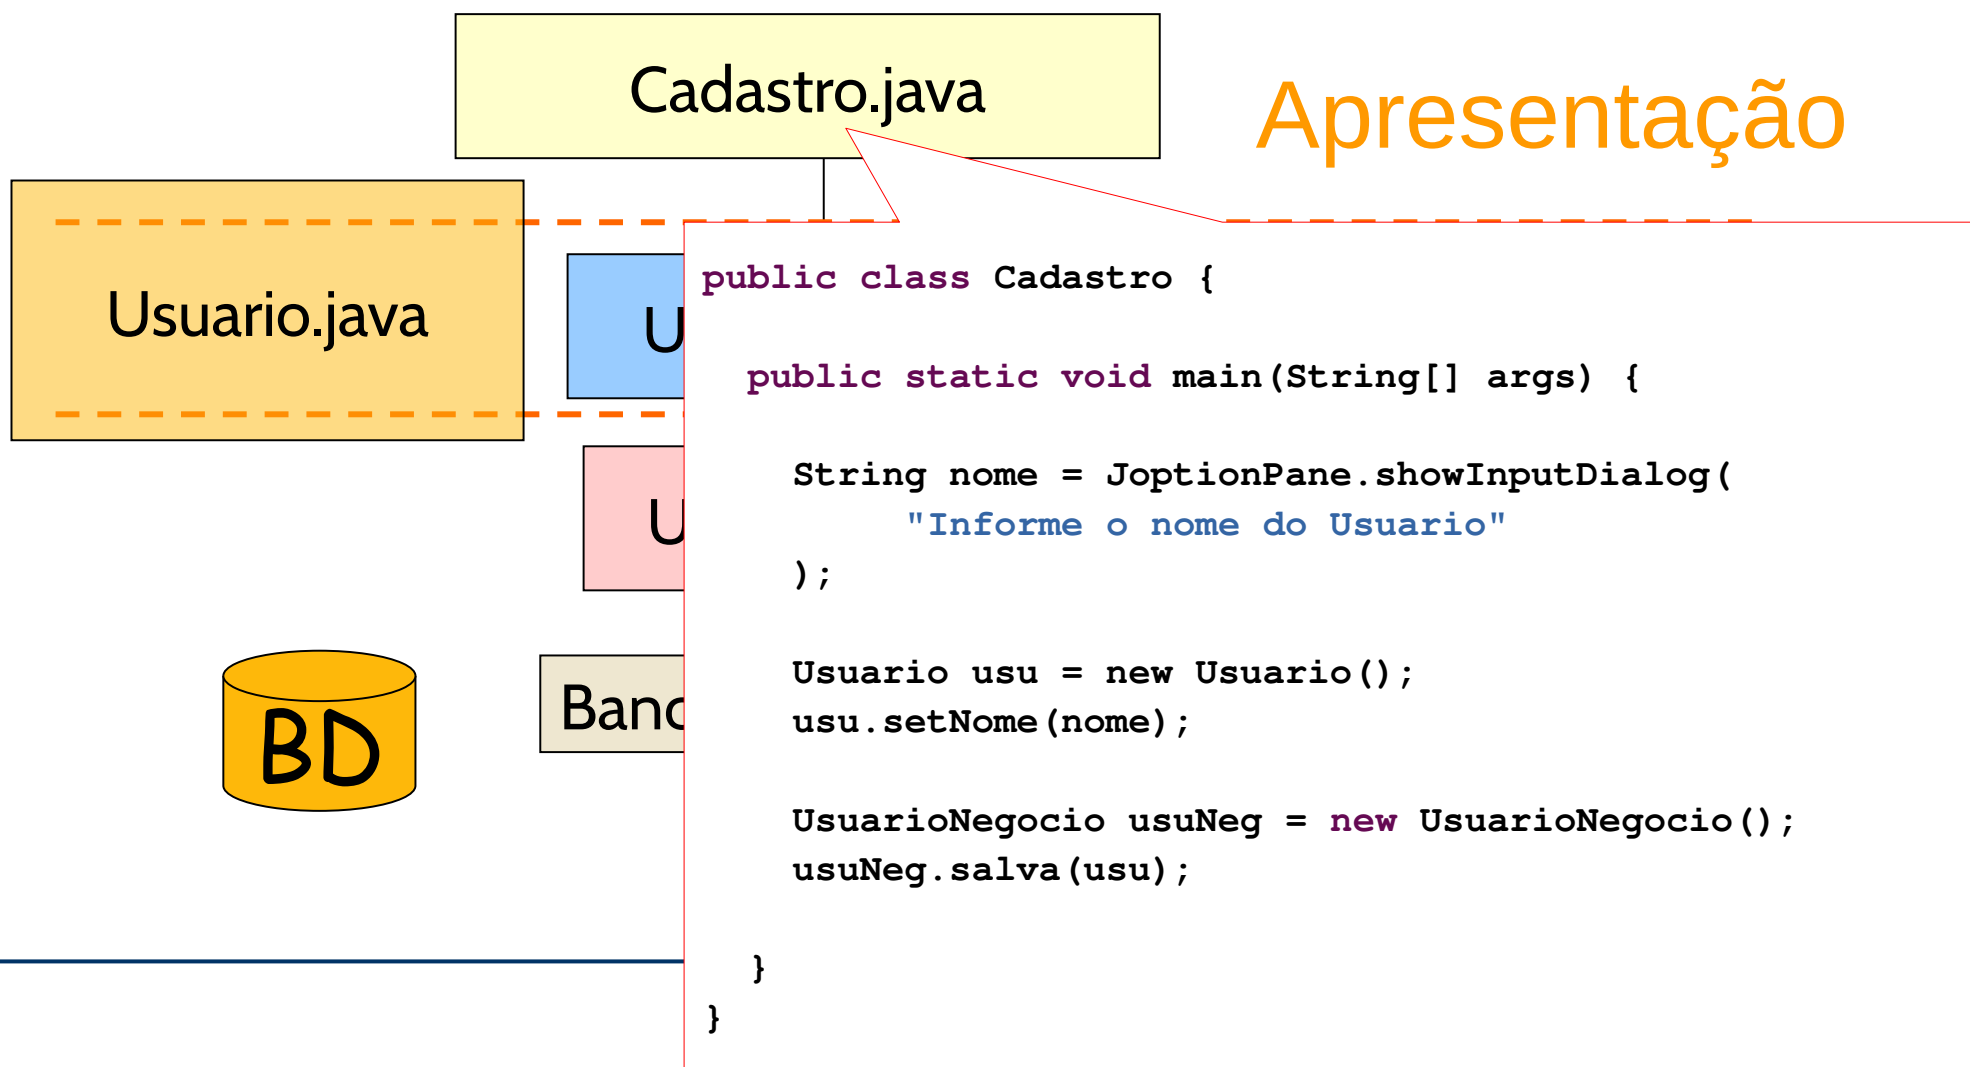 Cadastro.java
Apresentação
Usuario.java
U
U
Banc
BD
public class Cadastro {
public static void main(String[] args) {
String nome = JoptionPane.showInputDialog(
"Informe o nome do Usuario"
);
Usuario usu = new Usuario();
usu.setNome(nome);
UsuarioNegocio usuNeg = new UsuarioNegocio();
usuNeg.salva(usu);
}
}